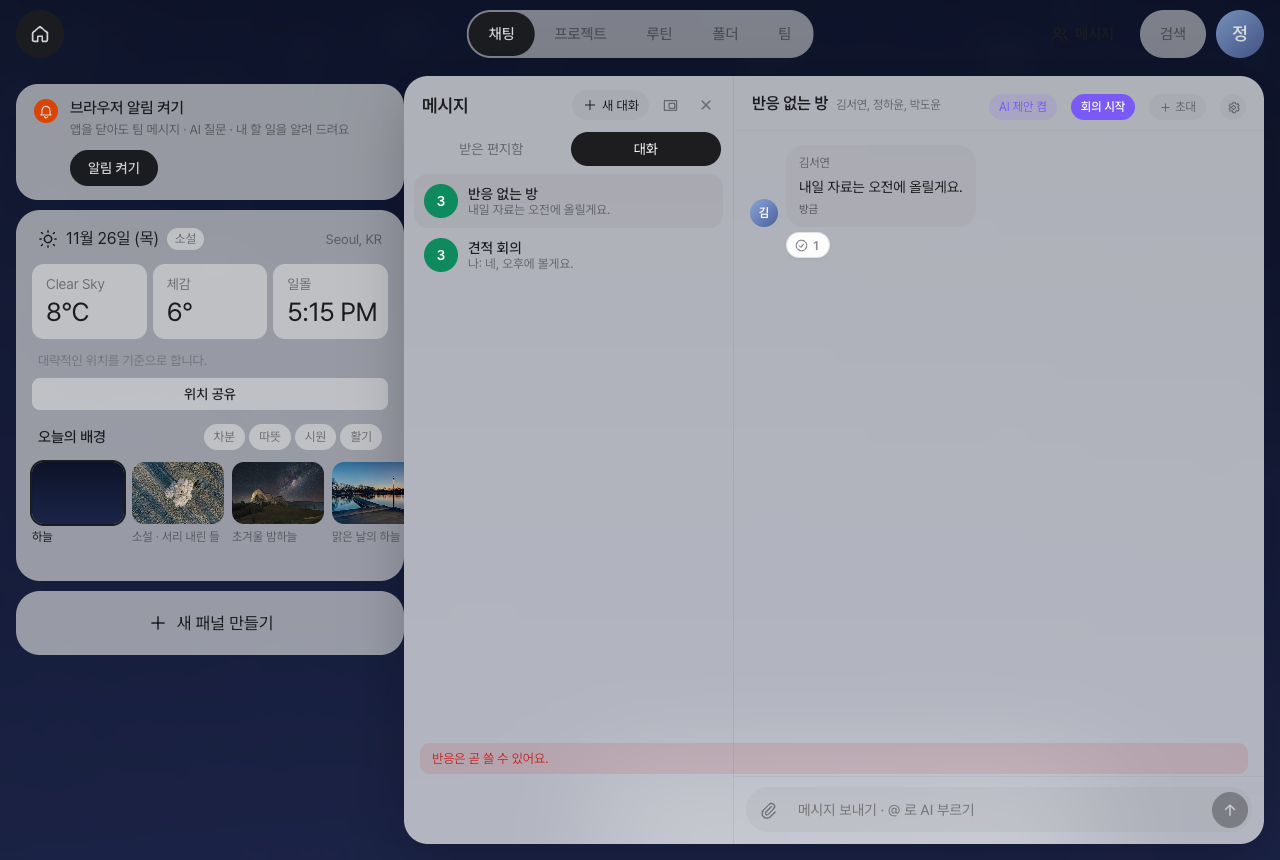 채팅
프로젝트
루틴
폴더
팀
메시지
검색
정
브라우저 알림 켜기
앱을 닫아도 팀 메시지 · AI 질문 · 내 할 일을 알려 드려요
알림 켜기
11월 26일 (목)
소설
Seoul, KR
Clear Sky
8°C
체감
6°
일몰
5:15 PM
대략적인 위치를 기준으로 합니다.
위치 공유
오늘의 배경
차분
따뜻
시원
활기
하늘
소설 · 서리 내린 들
초겨울 밤하늘
맑은 날의 하늘
새 패널 만들기
메시지
새 대화
받은 편지함
대화
3
반응 없는 방
내일 자료는 오전에 올릴게요.
3
견적 회의
나: 네, 오후에 볼게요.
반응 없는 방
김서연, 정하윤, 박도윤
AI 제안 켬
회의 시작
초대
김서연
내일 자료는 오전에 올릴게요.
방금
김
1
반응은 곧 쓸 수 있어요.
메시지 보내기 · @ 로 AI 부르기